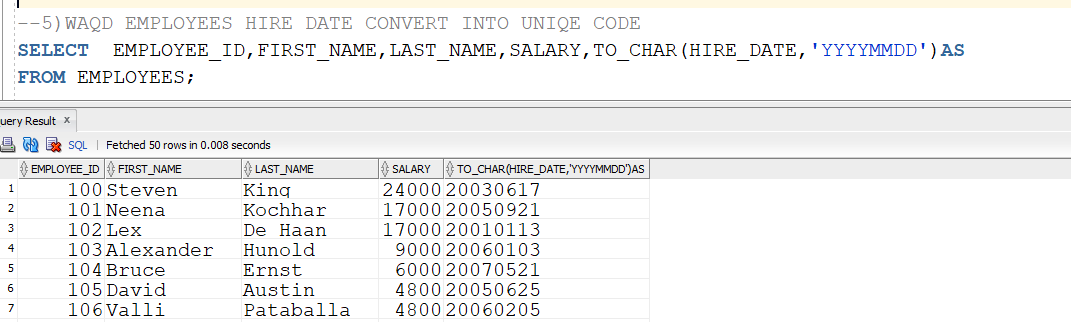 --5)WAQD EMPLOYEES HIRE DATE CONVERT INTO UNIQE CODE
SELECT  EMPLOYEE_ID,FIRST_NAME,LAST_NAME,SALARY,TO_CHAR(HIRE_DATE,'YYYYMMDD')AS
FROM EMPLOYEES;
uery Result x
SQL | Fetched 50 rows in 0.008 seconds
EMPLOYEE_ID FIRST_NAME LAST_NAME SALARY TO_CHAR(HIRE_DATE,'YYYYMMDD')AS
1 100 Steven King 24000 20030617
2 101 Neena Kochhar 17000 20050921
3 102 Lex De Haan 17000 20010113
4 103 Alexander Hunold 9000 20060103
5 104 Bruce Ernst 6000 20070521
6 105 David Austin 4800 20050625
7 106 Valli Pataballa 4800 20060205